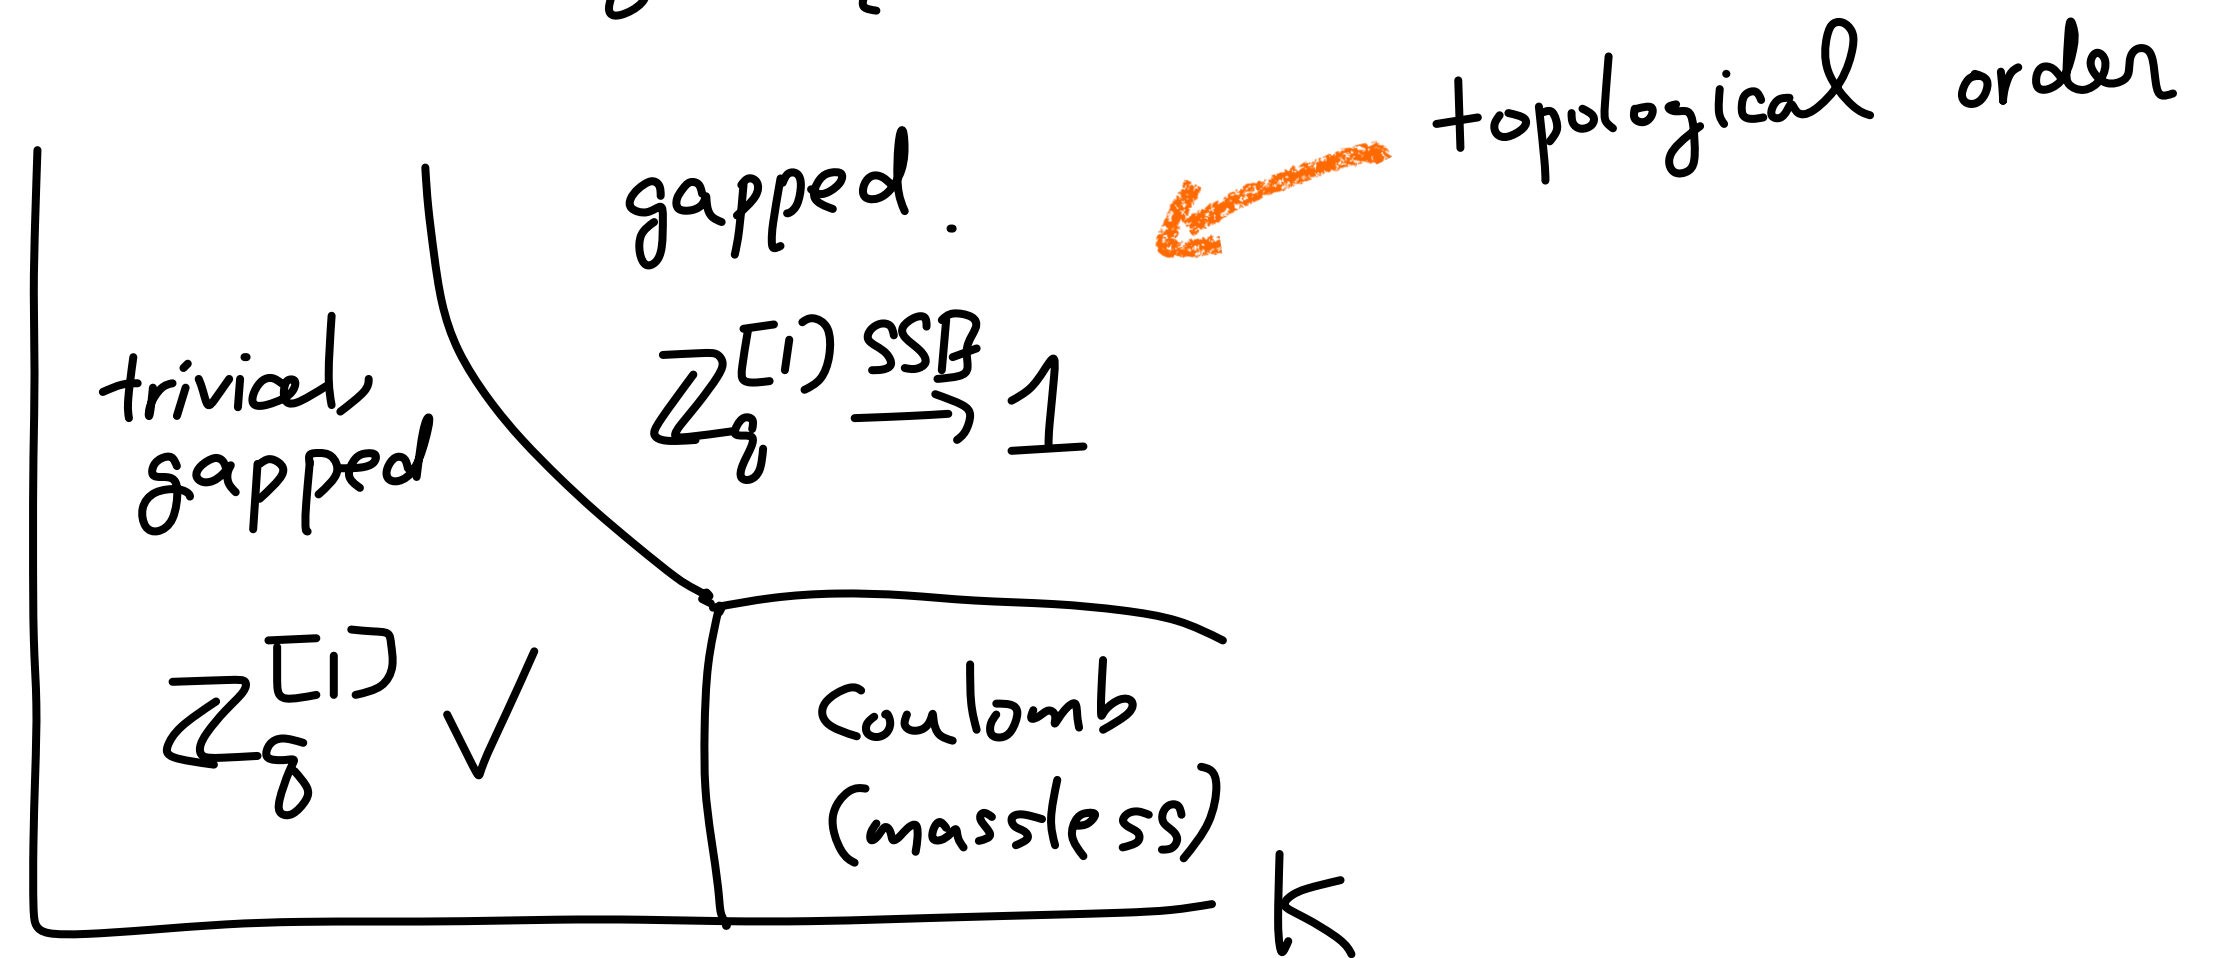 topological order
gapped.
ℤ_q^[1] SSB→ 1
trivial,
gapped
ℤ_q^[1] ✓
Coulomb
(massless)
K